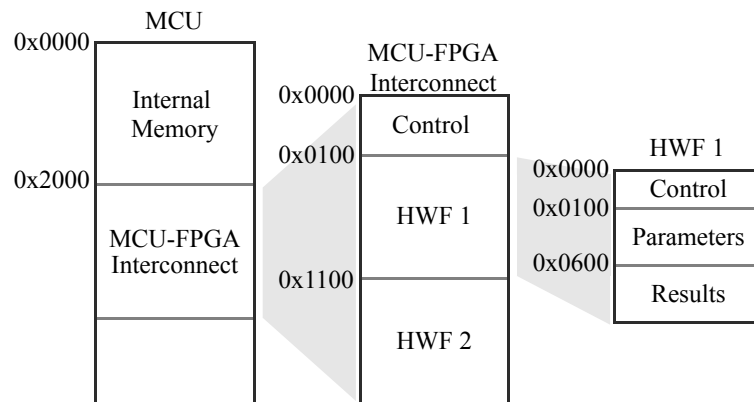 MCU
0x0000
Internal
Memory
0x2000
MCU-FPGA
Interconnect
MCU-FPGA
Interconnect
0x0000
Control
0x0100
HWF 1
0x1100
HWF 2
HWF 1
0x0000
Control
0x0100
Parameters
0x0600
Results